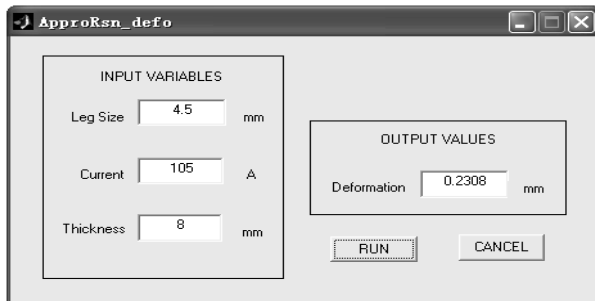 ApproRsn_defo
INPUT VARIABLES
Leg Size 4.5 mm
Current 105 A
Thickness 8 mm
OUTPUT VALUES
Deformation 0.2308 mm
RUN CANCEL